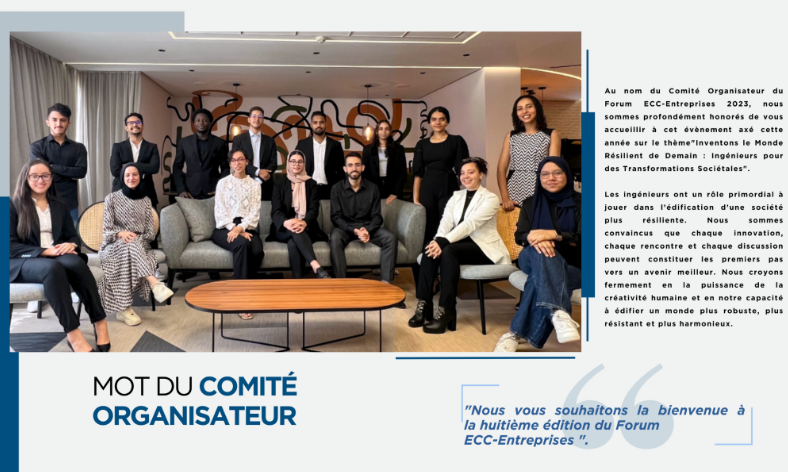 Au nom du Comité Organisateur du
Forum ECC-Entreprises 2023, nous
sommes profondément honorés de vous
accueillir à cet évènement axé cette
année sur le thème"Inventons le Monde
Résilient de Demain : Ingénieurs pour
des Transformations Sociétales".
Les ingénieurs ont un rôle primordial à
jouer dans l'édification d'une société
plus résiliente. Nous sommes
convaincus que chaque innovation,
chaque rencontre et chaque discussion
peuvent constituer les premiers pas
vers un avenir meilleur. Nous croyons
fermement en la puissance de la
créativité humaine et en notre capacité
à édifier un monde plus robuste, plus
résistant et plus harmonieux.
MOT DU COMITÉ
ORGANISATEUR
"Nous vous souhaitons la bienvenue à
la huitième édition du Forum
ECC-Entreprises ".